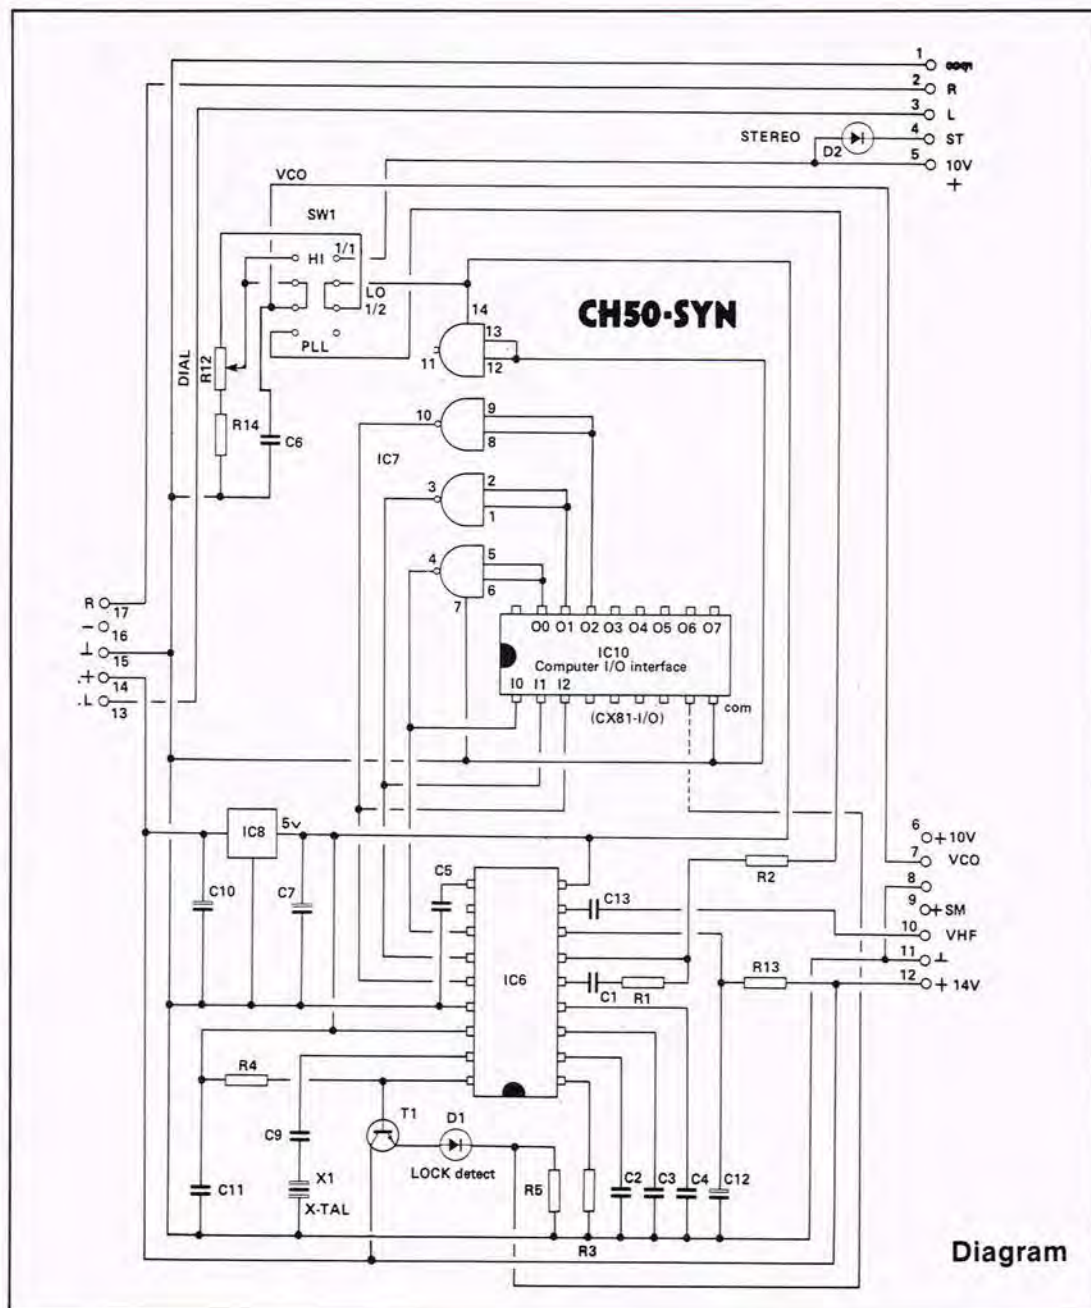 1
2 R
3 L
STEREO
D2
4 ST
5 10V
+
VCO
SW1
HI 1/1
LO
1/2
PLL
CH50-SYN
14
13
12
11
DIAL
R12
R14
C6
10
9
8
IC7
3
2
1
4
5
6
7
O0 O1 O2 O3 O4 O5 O6 O7
IC10
Computer I/O interface
I0 I1 I2
com
(CX81-I/O)
R 17
- 16
⊥ 15
.+ 14
.L 13
IC8 5v
C10
C7
C5
C13
R2
IC6
C1 R1
R13
6 +10V
7 VCO
8
9 +SM
10 VHF
11 ⊥
12 + 14V
R4
T1
D1
LOCK detect
C9
C11
X1
X-TAL
R5
R3
C2 C3 C4 C12
Diagram